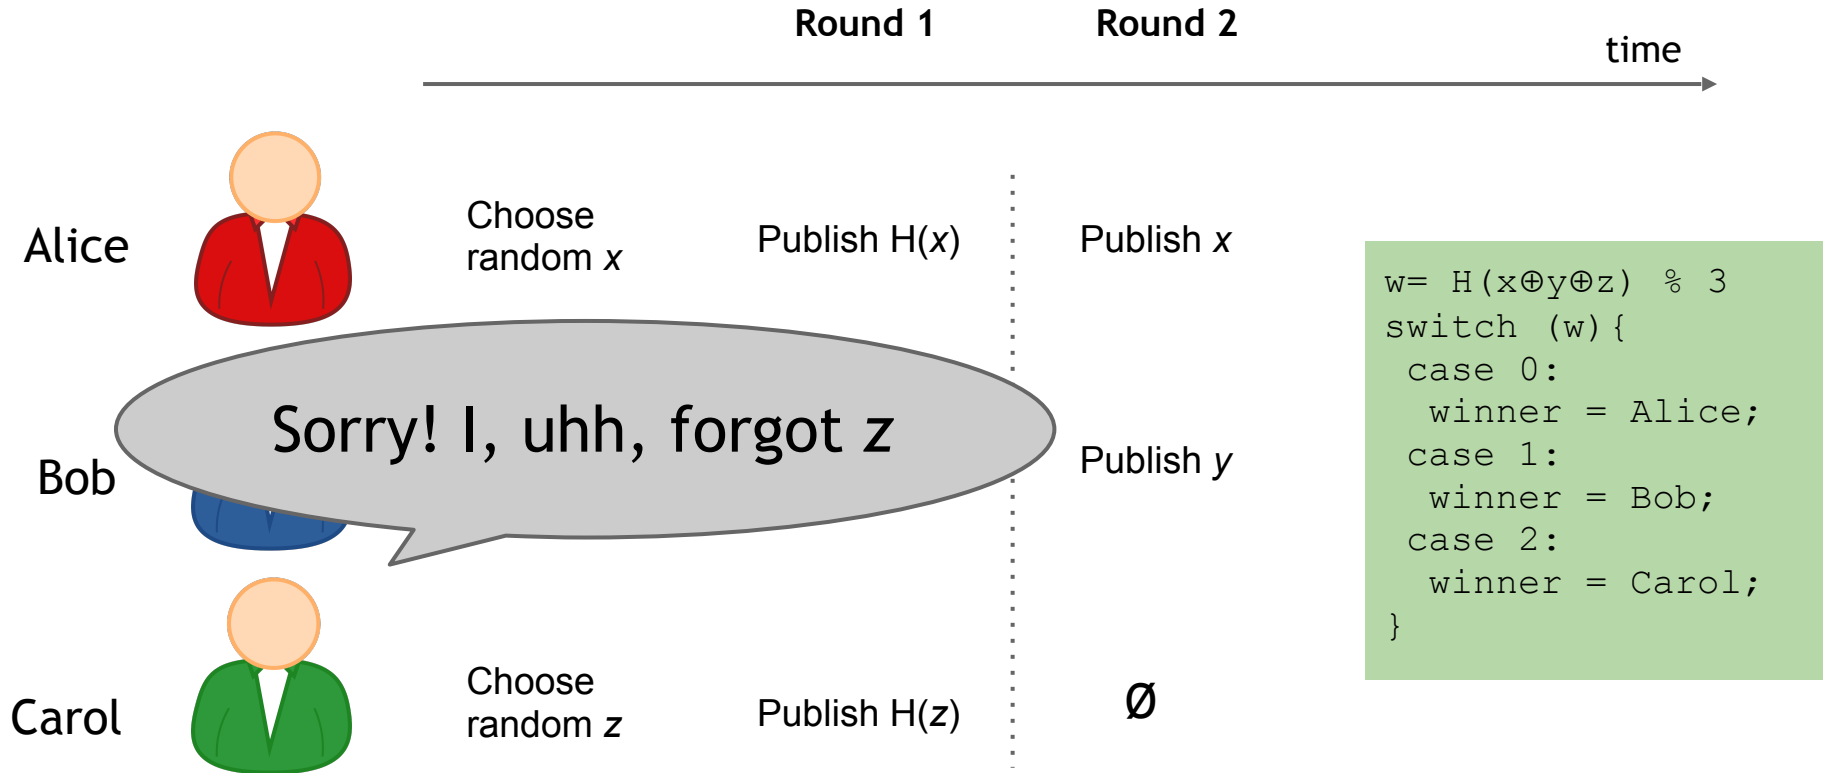 Round 1
Round 2
time
Alice
Choose
random x
Publish H(x)
Publish x
Sorry! I, uhh, forgot z
Bob
Publish y
Carol
Choose
random z
Publish H(z)
Ø
w= H(x⊕y⊕z) % 3
switch (w){
case 0:
winner = Alice;
case 1:
winner = Bob;
case 2:
winner = Carol;
}